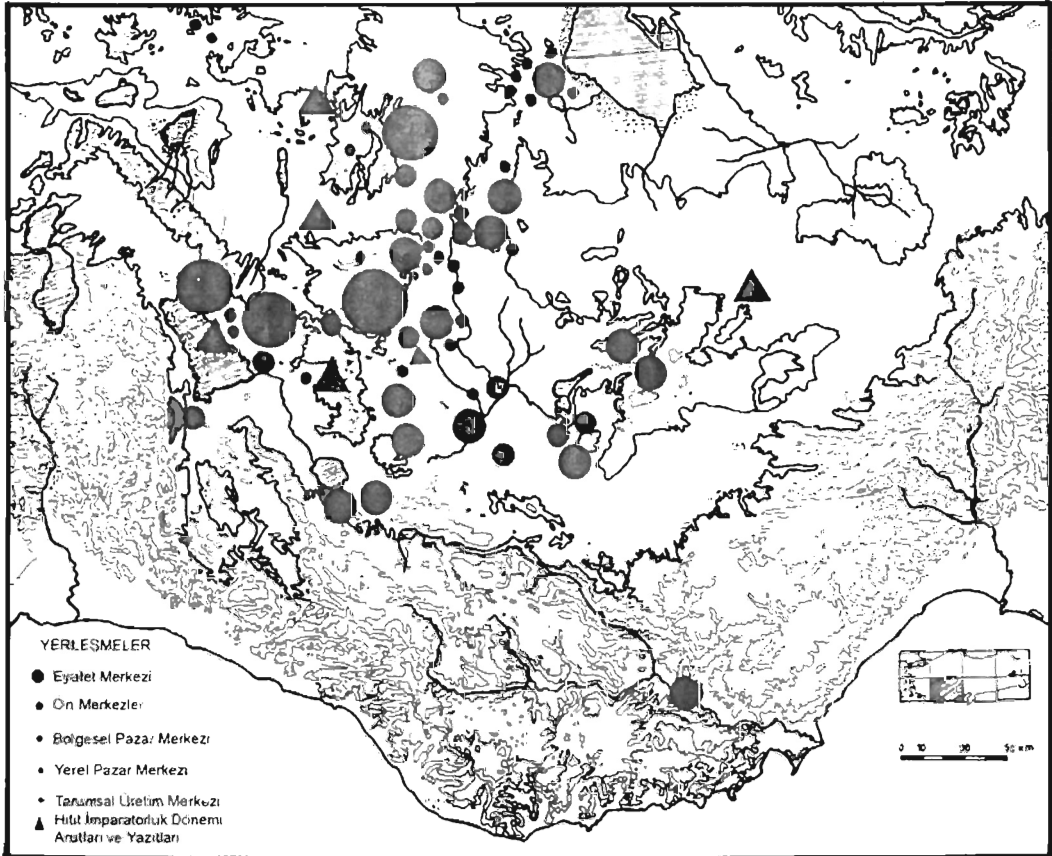 YERLEŞMELER
Eyalet Merkezi
Ön Merkezler
Bölgesel Pazar Merkezi
Yerel Pazar Merkezi
Tarımsal Üretim Merkezi
Hitit İmparatorluk Dönemi
Anıtları ve Yazıtları
0 10 50 km